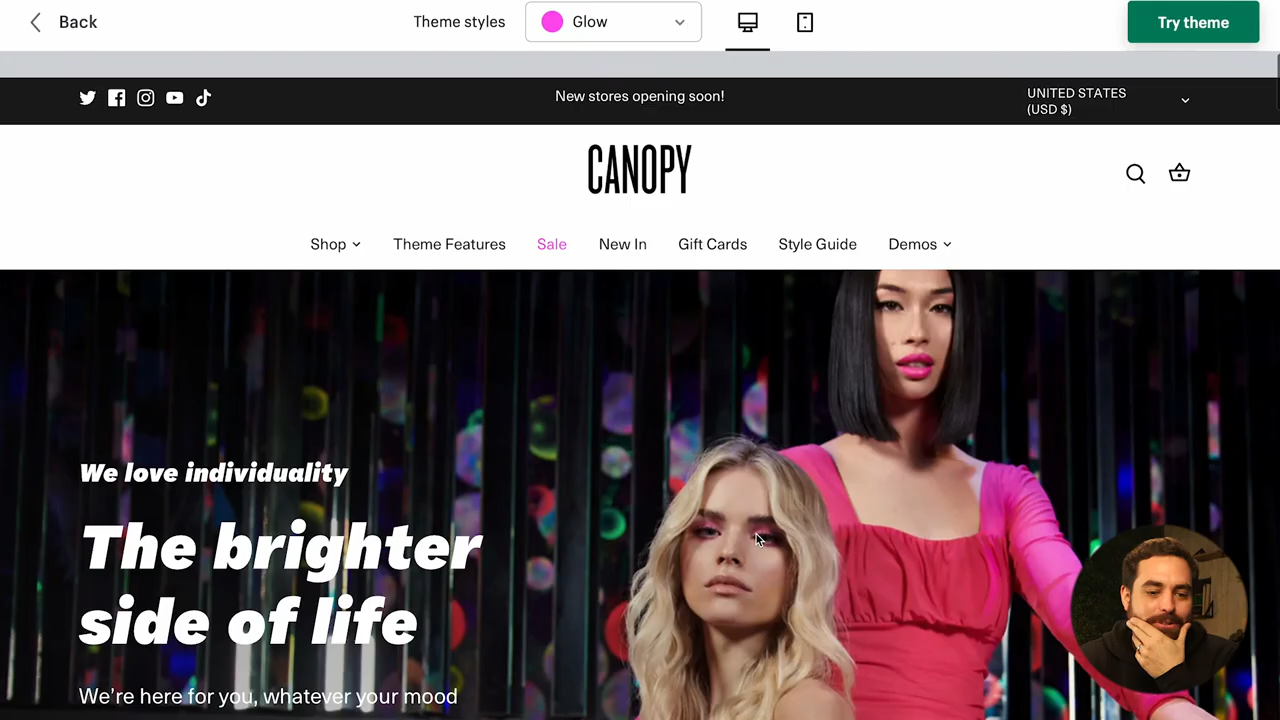 Back
Theme styles
Glow
Try theme
New stores opening soon!
UNITED STATES
(USD $)
CANOPY
Shop
Theme Features
Sale
New In
Gift Cards
Style Guide
Demos
We love individuality
The brighter
side of life
We're here for you, whatever your mood